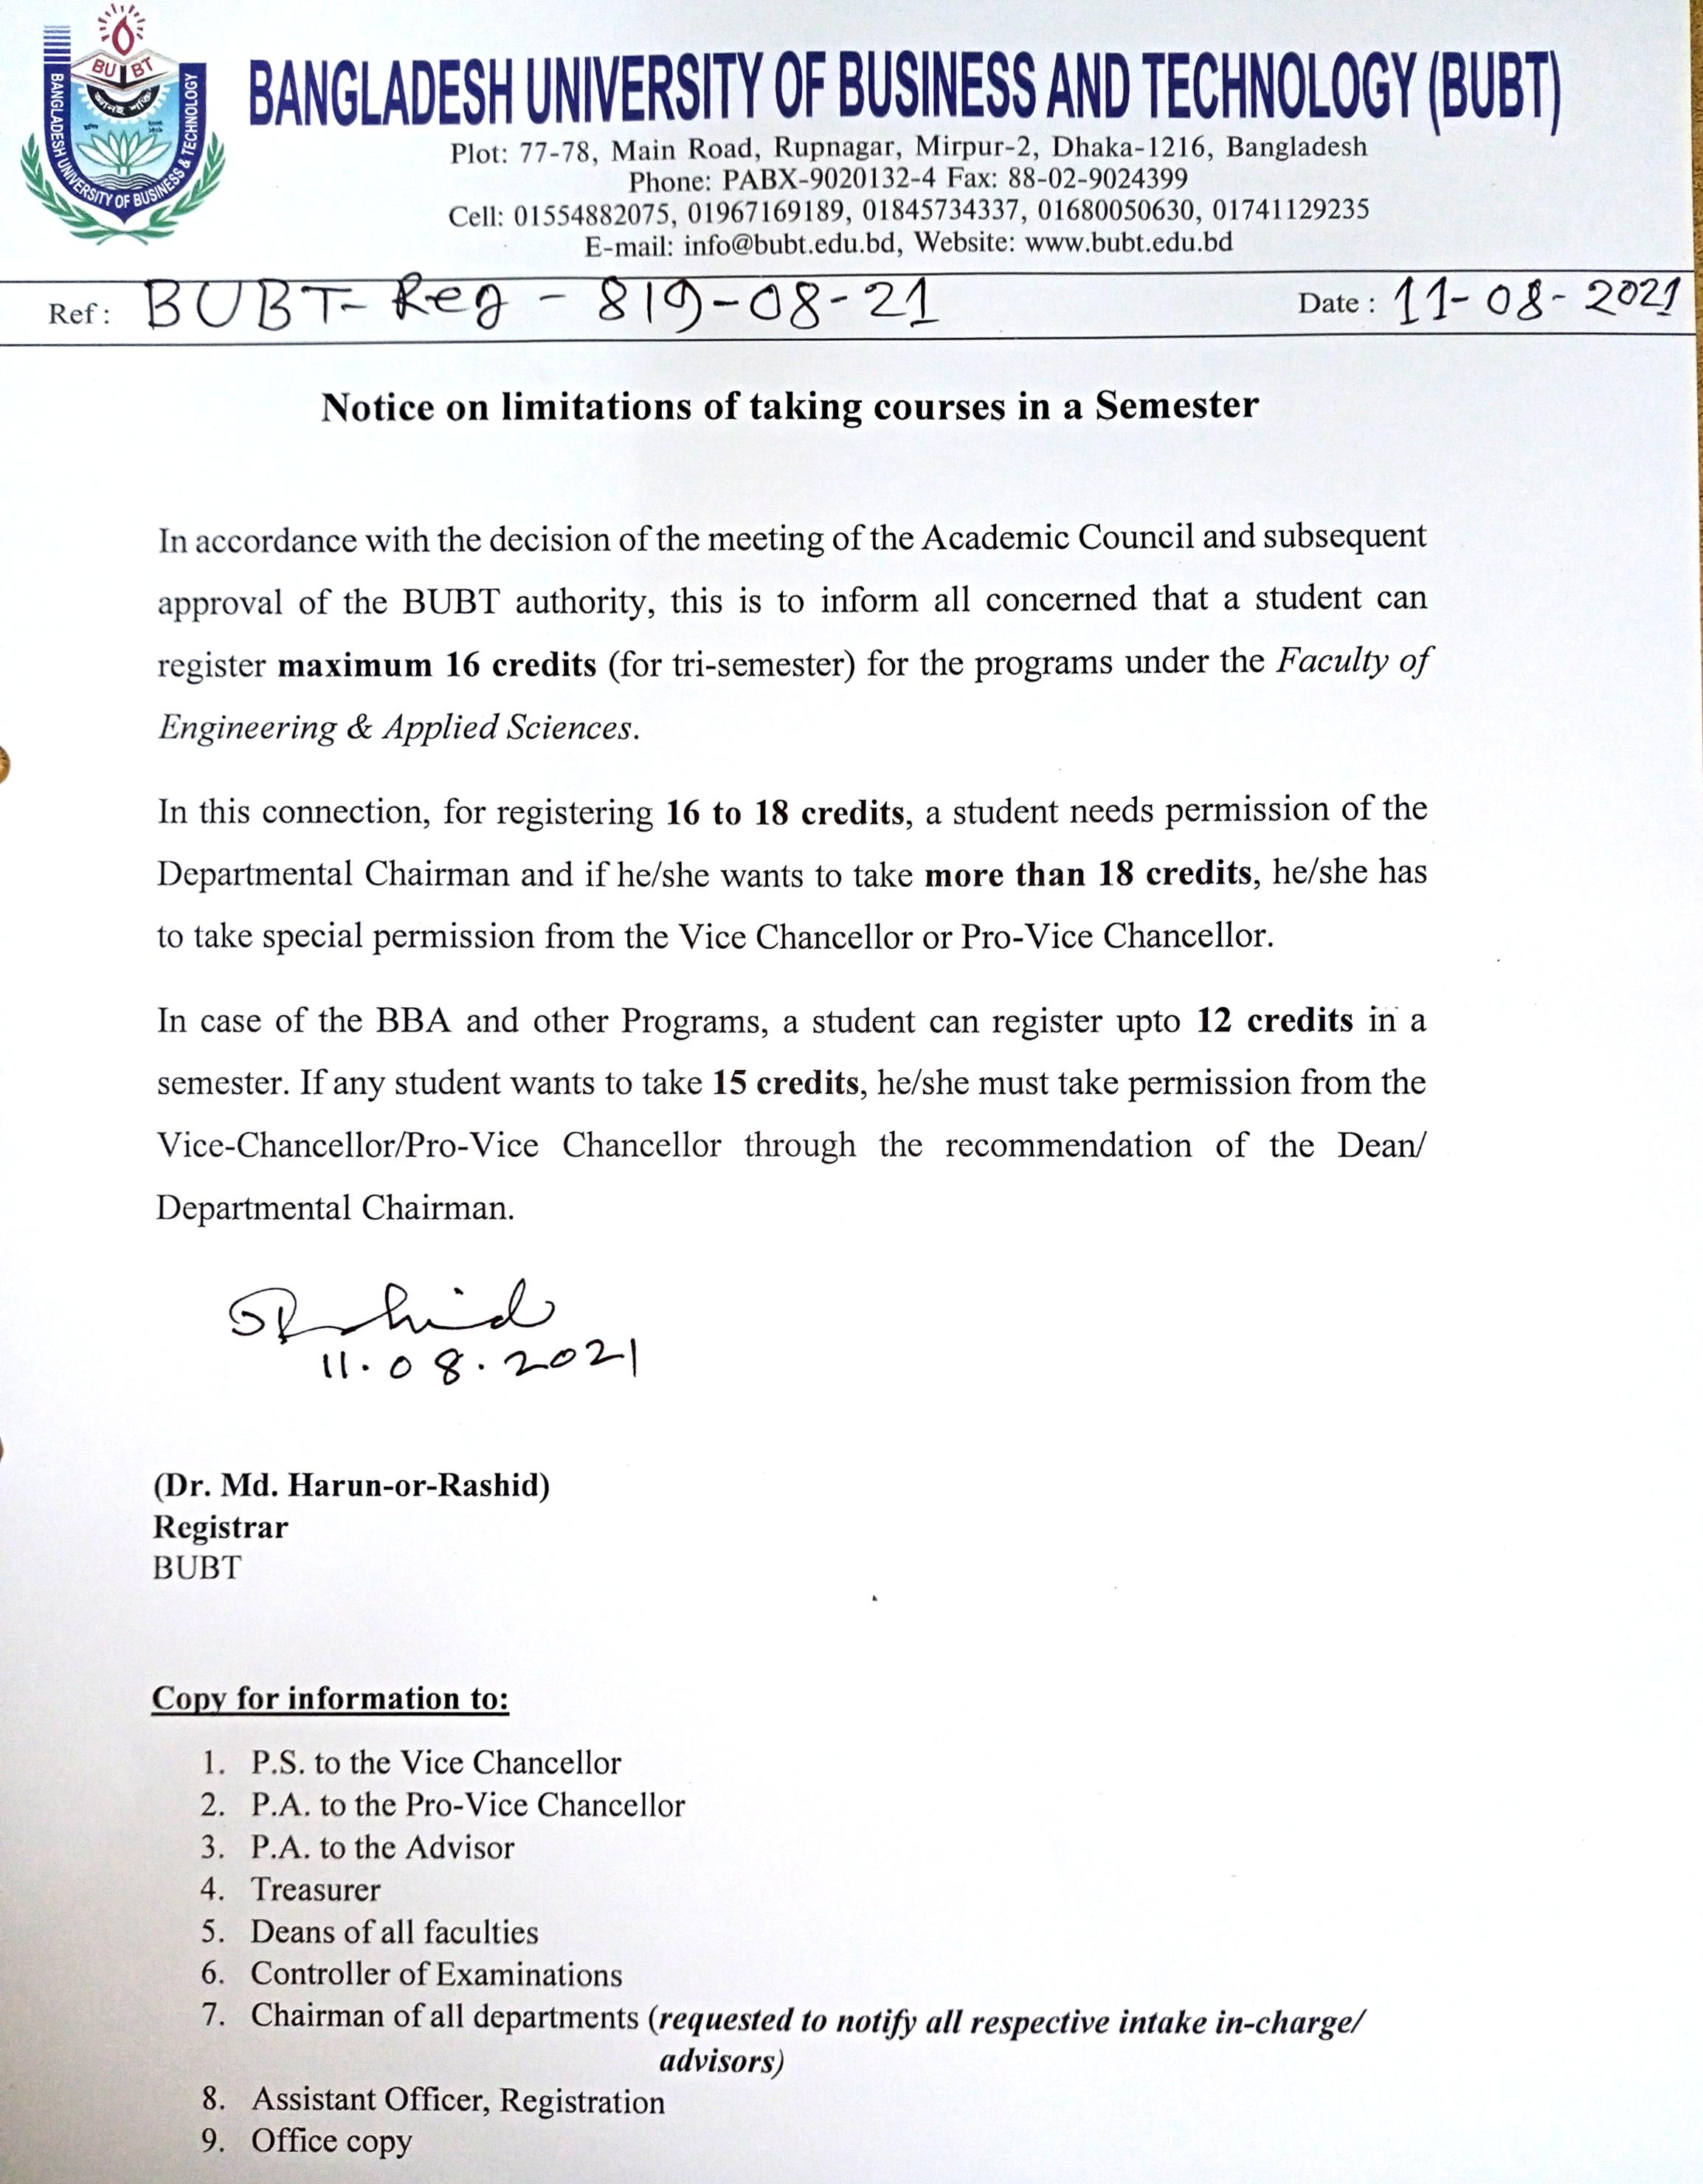 BUBT
BANGLADESH UNIVERSITY OF BUSINESS & TECHNOLOGY
BANGLADESH UNIVERSITY OF BUSINESS AND TECHNOLOGY (BUBT)
Plot: 77-78, Main Road, Rupnagar, Mirpur-2, Dhaka-1216, Bangladesh
Phone: PABX-9020132-4 Fax: 88-02-9024399
Cell: 01554882075, 01967169189, 01845734337, 01680050630, 01741129235
E-mail: info@bubt.edu.bd, Website: www.bubt.edu.bd
Ref: BUBT-Reg-819-08-21 Date: 11-08-2021
Notice on limitations of taking courses in a Semester
In accordance with the decision of the meeting of the Academic Council and subsequent
approval of the BUBT authority, this is to inform all concerned that a student can
register maximum 16 credits (for tri-semester) for the programs under the Faculty of
Engineering & Applied Sciences.
In this connection, for registering 16 to 18 credits, a student needs permission of the
Departmental Chairman and if he/she wants to take more than 18 credits, he/she has
to take special permission from the Vice Chancellor or Pro-Vice Chancellor.
In case of the BBA and other Programs, a student can register upto 12 credits in a
semester. If any student wants to take 15 credits, he/she must take permission from the
Vice-Chancellor/Pro-Vice Chancellor through the recommendation of the Dean/
Departmental Chairman.
11.08.2021
(Dr. Md. Harun-or-Rashid)
Registrar
BUBT
Copy for information to:
1. P.S. to the Vice Chancellor
2. P.A. to the Pro-Vice Chancellor
3. P.A. to the Advisor
4. Treasurer
5. Deans of all faculties
6. Controller of Examinations
7. Chairman of all departments (requested to notify all respective intake in-charge/
advisors)
8. Assistant Officer, Registration
9. Office copy